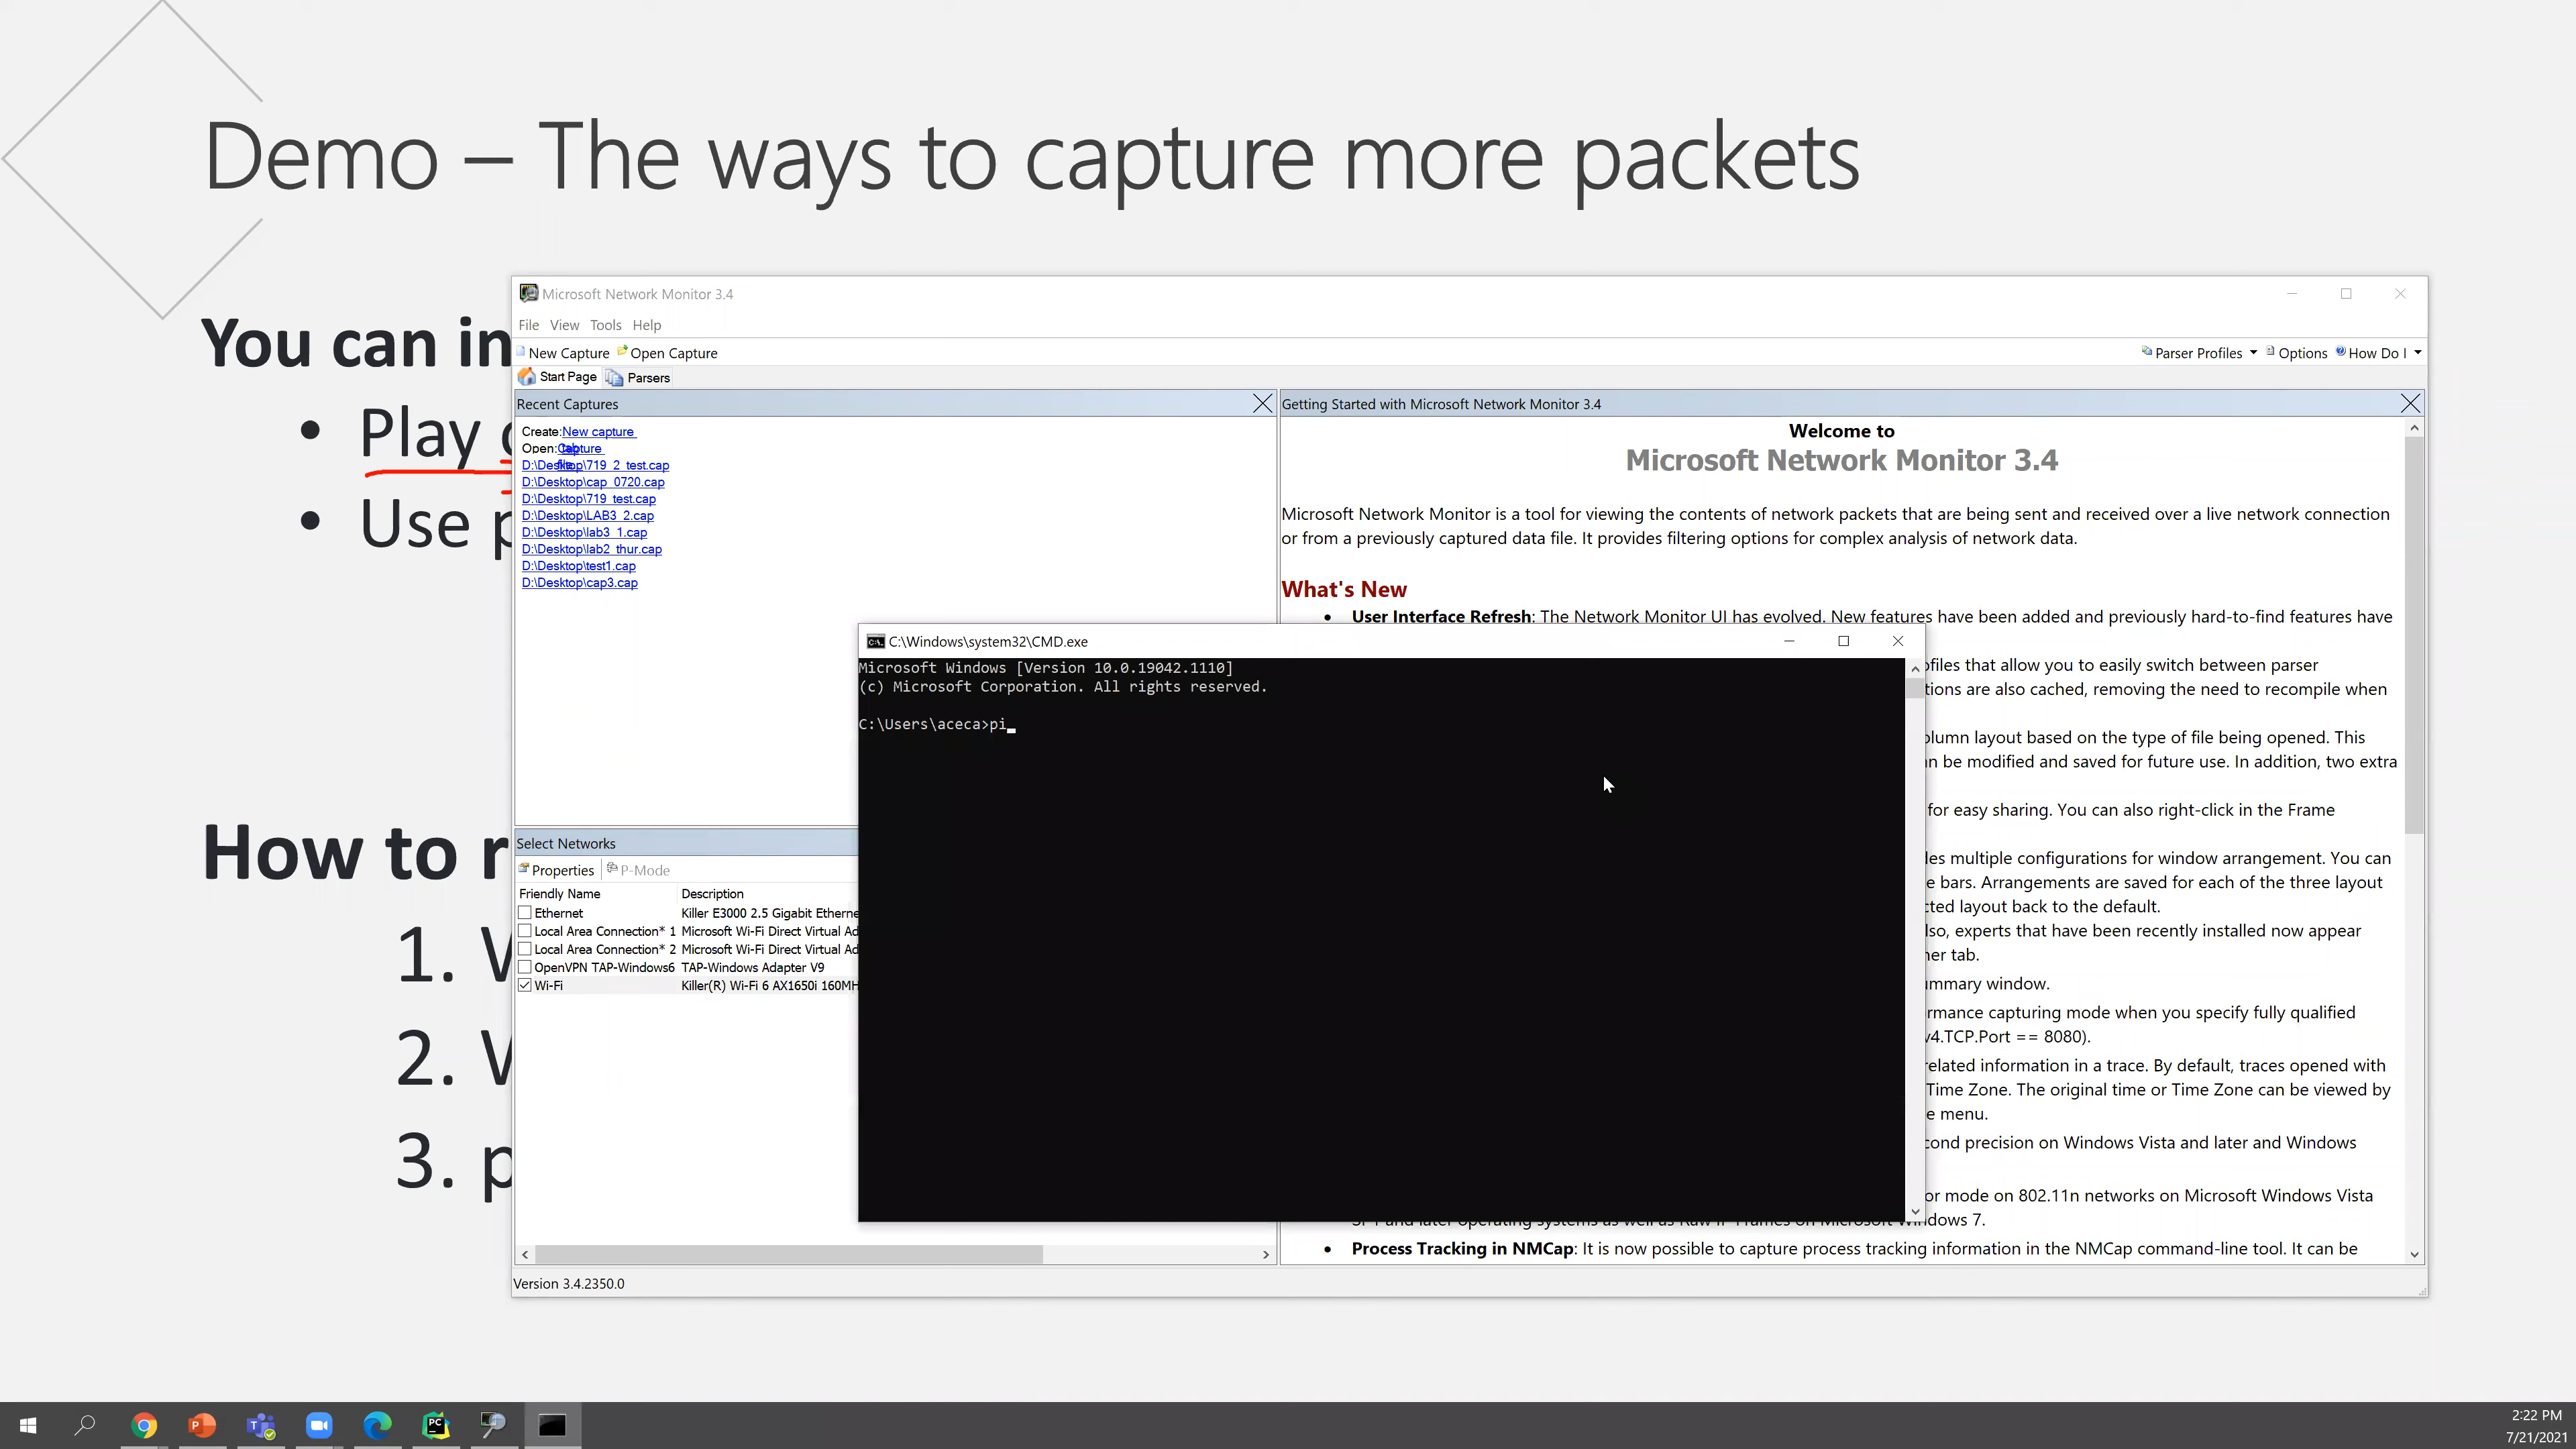 Demo – The ways to capture more packets
You can in
• Play
• Use p
How to r
1. W
2. W
3. p
Microsoft Network Monitor 3.4
File View Tools Help
New Capture Open Capture
Parser Profiles Options How Do I
Start Page Parsers
Recent Captures
Create:New capture
Open:Capture
D:\Desktop\719_2_test.cap
D:\Desktop\cap_0720.cap
D:\Desktop\719_test.cap
D:\Desktop\LAB3_2.cap
D:\Desktop\lab3_1.cap
D:\Desktop\lab2_thur.cap
D:\Desktop\test1.cap
D:\Desktop\cap3.cap
Select Networks
Properties P-Mode
Friendly Name Description
Ethernet Killer E3000 2.5 Gigabit Etherne
Local Area Connection* 1 Microsoft Wi-Fi Direct Virtual Ad
Local Area Connection* 2 Microsoft Wi-Fi Direct Virtual Ad
OpenVPN TAP-Windows6 TAP-Windows Adapter V9
Wi-Fi Killer(R) Wi-Fi 6 AX1650i 160MH
Version 3.4.2350.0
Getting Started with Microsoft Network Monitor 3.4
Welcome to
Microsoft Network Monitor 3.4
Microsoft Network Monitor is a tool for viewing the contents of network packets that are being sent and received over a live network connection
or from a previously captured data file. It provides filtering options for complex analysis of network data.
What's New
• User Interface Refresh: The Network Monitor UI has evolved. New features have been added and previously hard-to-find features have
ofiles that allow you to easily switch between parser
tions are also cached, removing the need to recompile when
olumn layout based on the type of file being opened. This
n be modified and saved for future use. In addition, two extra
for easy sharing. You can also right-click in the Frame
des multiple configurations for window arrangement. You can
e bars. Arrangements are saved for each of the three layout
cted layout back to the default.
lso, experts that have been recently installed now appear
ner tab.
ummary window.
rmance capturing mode when you specify fully qualified
v4.TCP.Port == 8080).
related information in a trace. By default, traces opened with
Time Zone. The original time or Time Zone can be viewed by
e menu.
cond precision on Windows Vista and later and Windows
or mode on 802.11n networks on Microsoft Windows Vista
SP1 and later operating systems as well as Raw IP Frames on Microsoft Windows 7.
• Process Tracking in NMCap: It is now possible to capture process tracking information in the NMCap command-line tool. It can be
C:\Windows\system32\CMD.exe
Microsoft Windows [Version 10.0.19042.1110]
(c) Microsoft Corporation. All rights reserved.
C:\Users\aceca>pi
2:22 PM
7/21/2021